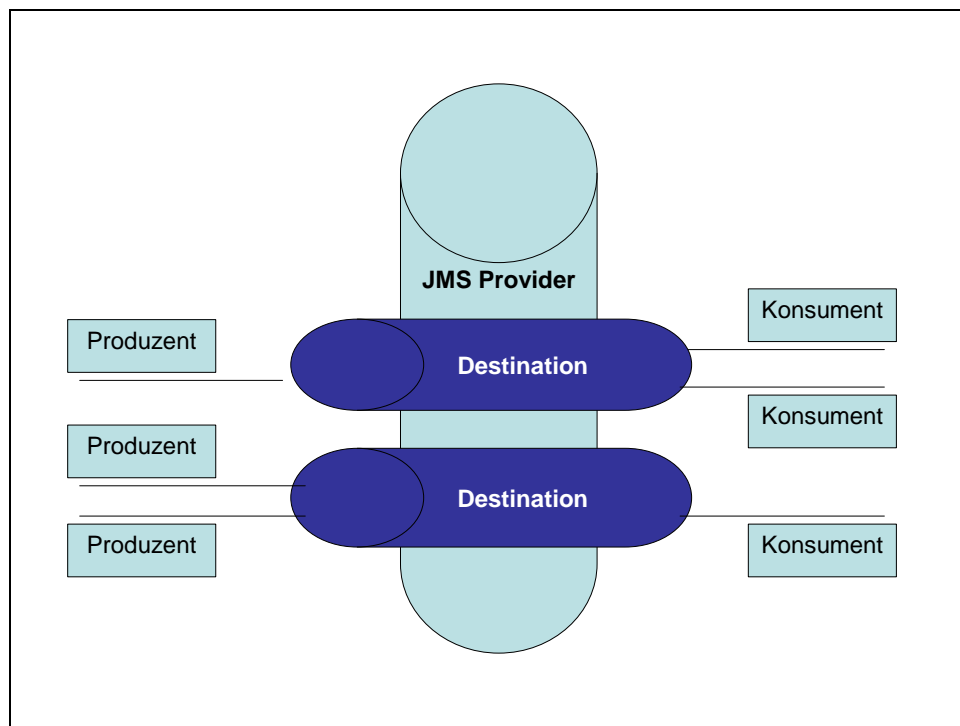 JMS Provider
Produzent
Destination
Konsument
Konsument
Produzent
Produzent
Destination
Konsument